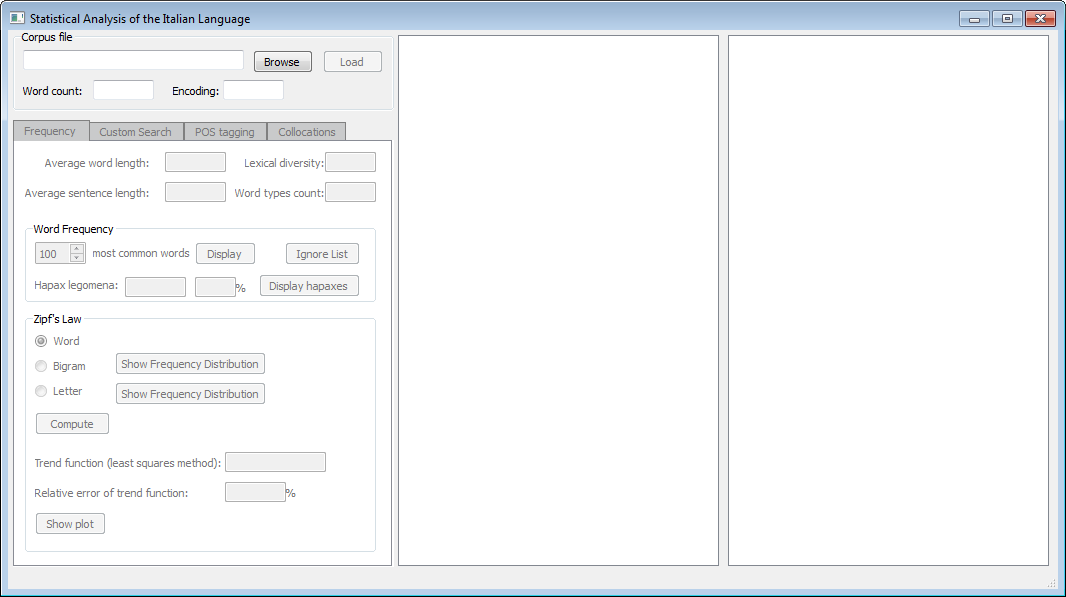 Statistical Analysis of the Italian Language
Corpus file
Browse Load
Word count: Encoding:
Frequency Custom Search POS tagging Collocations
Average word length: Lexical diversity:
Average sentence length: Word types count:
Word Frequency
100 most common words Display Ignore List
Hapax legomena: % Display hapaxes
Zipf's Law
Word
Bigram Show Frequency Distribution
Letter Show Frequency Distribution
Compute
Trend function (least squares method):
Relative error of trend function: %
Show plot